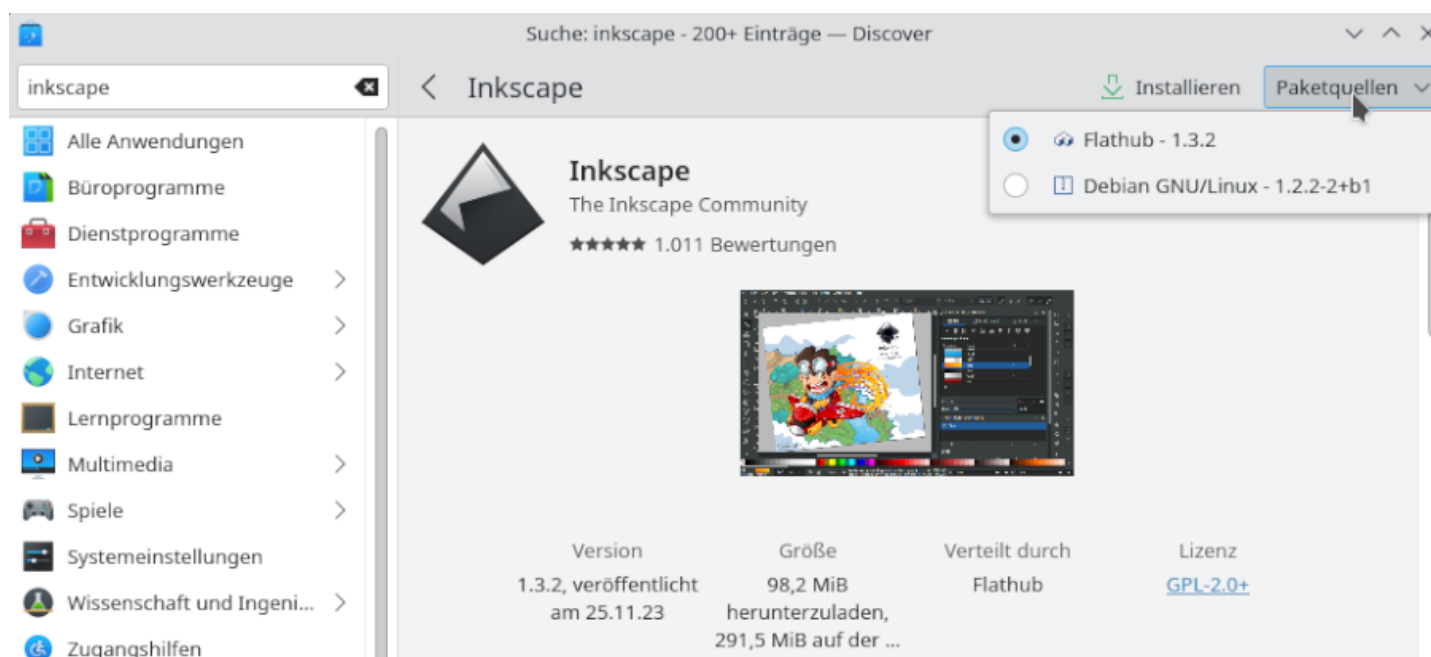 Suche: inkscape - 200+ Einträge — Discover
inkscape
Inkscape
Installieren
Paketquellen
Flathub - 1.3.2
Debian GNU/Linux - 1.2.2-2+b1
Alle Anwendungen
Büroprogramme
Dienstprogramme
Entwicklungswerkzeuge
Grafik
Internet
Lernprogramme
Multimedia
Spiele
Systemeinstellungen
Wissenschaft und Ingeni...
Zugangshilfen
Inkscape
The Inkscape Community
1.011 Bewertungen
Version
1.3.2, veröffentlicht
am 25.11.23
Größe
98,2 MiB
herunterzuladen,
291,5 MiB auf der ...
Verteilt durch
Flathub
Lizenz
GPL-2.0+